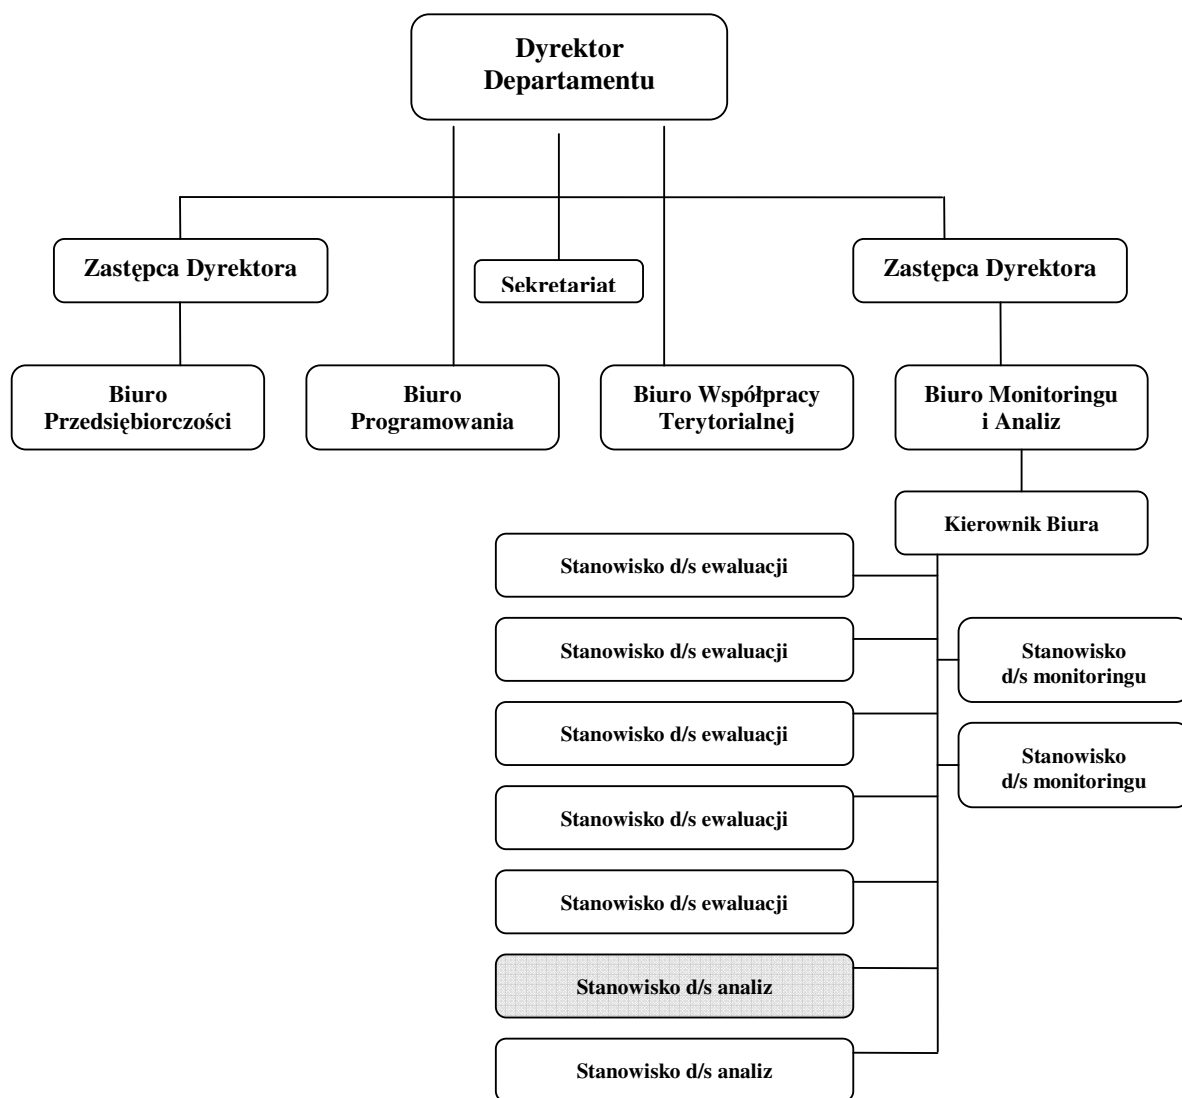 Dyrektor
Departamentu
Zastępca Dyrektora
Sekretariat
Zastępca Dyrektora
Biuro
Przedsiębiorczości
Biuro
Programowania
Biuro Współpracy
Terytorialnej
Biuro Monitoringu
i Analiz
Kierownik Biura
Stanowisko d/s ewaluacji
Stanowisko d/s ewaluacji
Stanowisko
d/s monitoringu
Stanowisko d/s ewaluacji
Stanowisko
d/s monitoringu
Stanowisko d/s ewaluacji
Stanowisko d/s ewaluacji
Stanowisko d/s analiz
Stanowisko d/s analiz